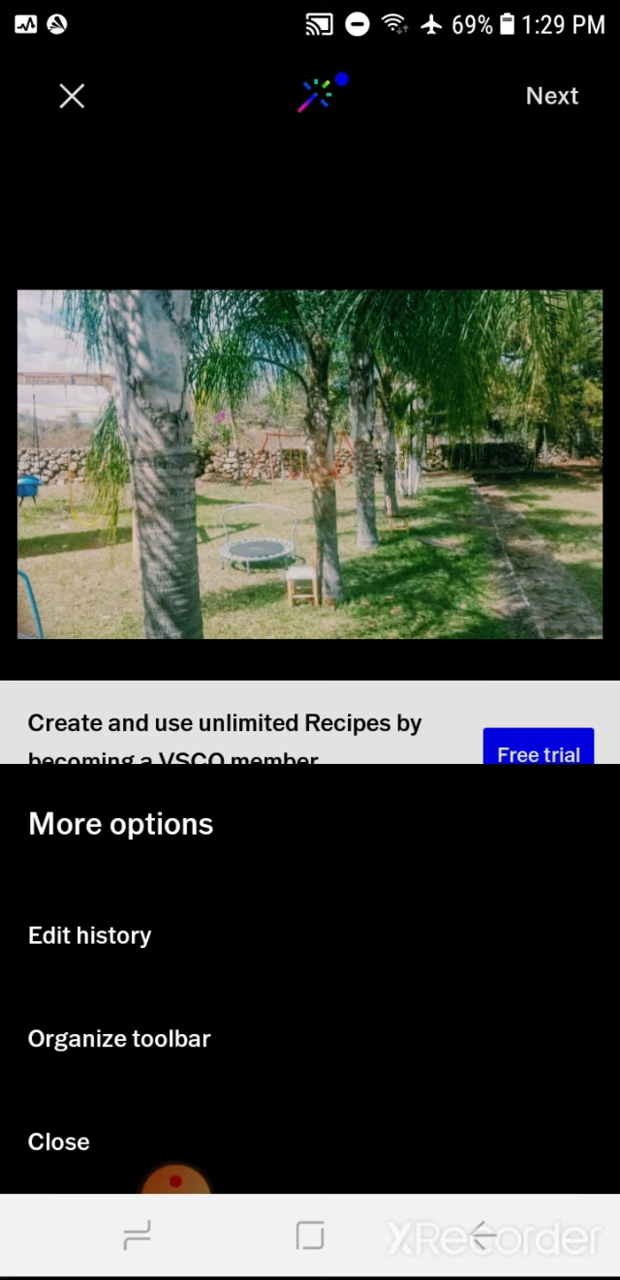 69% 1:29 PM
Next
Create and use unlimited Recipes by
becoming a VSCO member
Free trial
More options
Edit history
Organize toolbar
Close
XRecorder